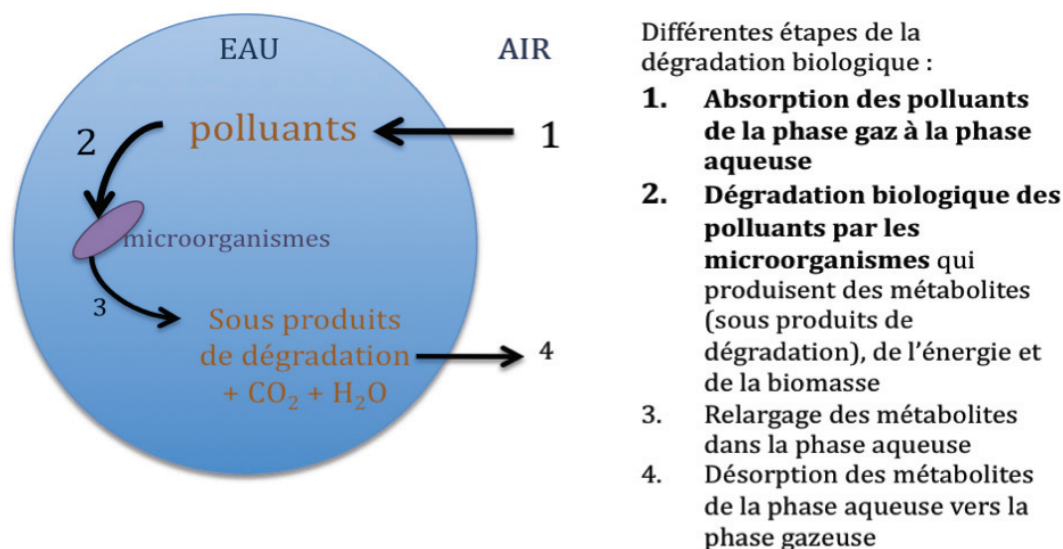 EAU
AIR
polluants
1
2
microorganismes
3
Sous produits
de dégradation
+ CO₂ + H₂O
4
Différentes étapes de la
dégradation biologique :
1. Absorption des polluants
de la phase gaz à la phase
aqueuse
2. Dégradation biologique des
polluants par les
microorganismes qui
produisent des métabolites
(sous produits de
dégradation), de l’énergie et
de la biomasse
3. Relargage des métabolites
dans la phase aqueuse
4. Désorption des métabolites
de la phase aqueuse vers la
phase gazeuse